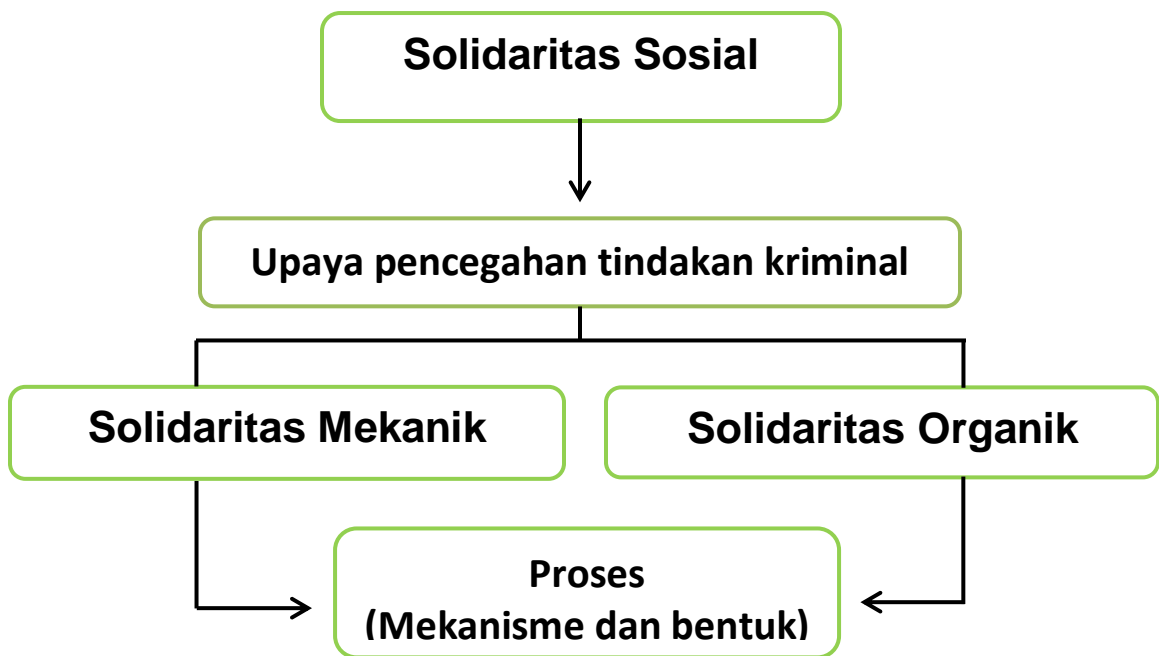 Solidaritas Sosial
Upaya pencegahan tindakan kriminal
Solidaritas Mekanik
Solidaritas Organik
Proses
(Mekanisme dan bentuk)